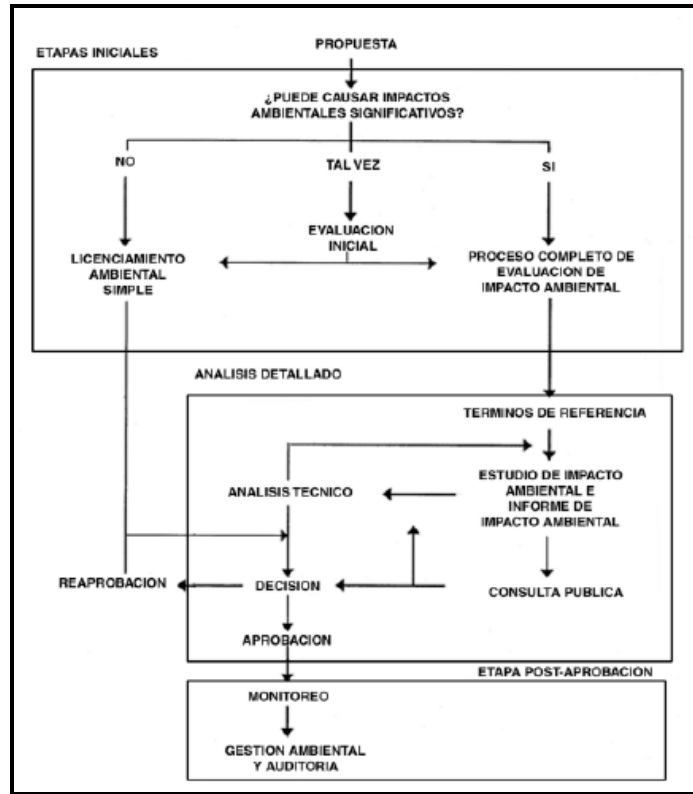 PROPUESTA
ETAPAS INICIALES
¿PUEDE CAUSAR IMPACTOS
AMBIENTALES SIGNIFICATIVOS?
NO
TAL VEZ
SI
EVALUACION
INICIAL
LICENCIAMIENTO
AMBIENTAL
SIMPLE
PROCESO COMPLETO DE
EVALUACION DE
IMPACTO AMBIENTAL
ANALISIS DETALLADO
TERMINOS DE REFERENCIA
ANALISIS TECNICO
ESTUDIO DE IMPACTO
AMBIENTAL E
INFORME DE
IMPACTO AMBIENTAL
REAPROBACION
DECISION
CONSULTA PUBLICA
APROBACION
ETAPA POST-APROBACION
MONITOREO
GESTION AMBIENTAL
Y AUDITORIA